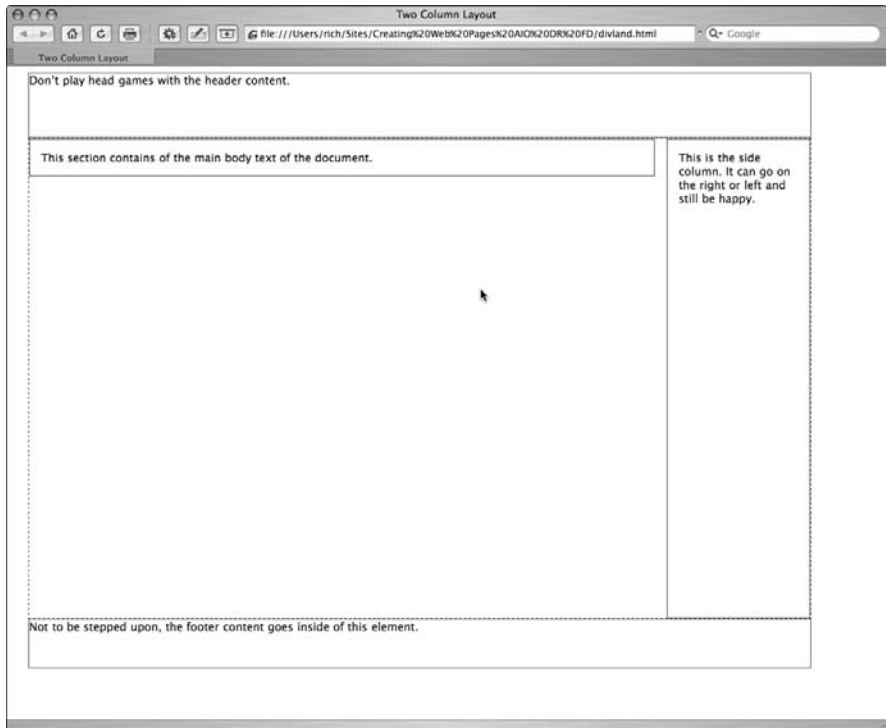 Two Column Layout
file:///Users/rich/Sites/Creating%20Web%20Pages%20AIO%20DR%20FD/divland.html
Google
Two Column Layout
Don't play head games with the header content.
This section contains of the main body text of the document.
This is the side
column. It can go on
the right or left and
still be happy.
Not to be stepped upon, the footer content goes inside of this element.